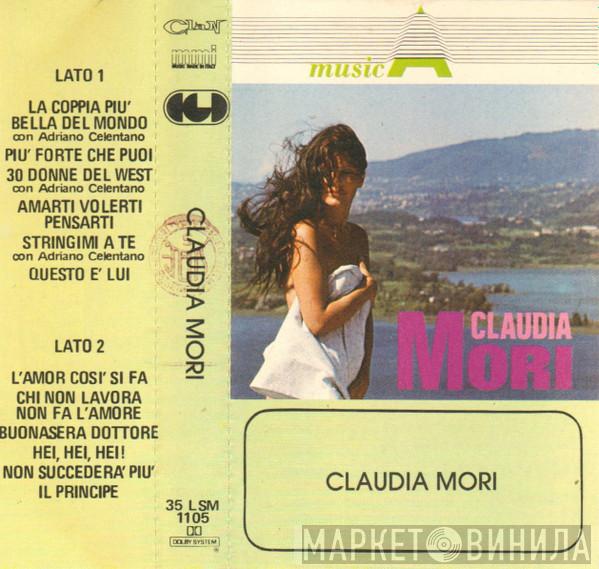 Clan
mmi
MUSIC MADE IN ITALY
LATO 1
LA COPPIA PIU'
BELLA DEL MONDO
con Adriano Celentano
PIU' FORTE CHE PUOI
30 DONNE DEL WEST
con Adriano Celentano
AMARTI VOLERTI
PENSARTI
STRINGIMI A TE
con Adriano Celentano
QUESTO E' LUI
LATO 2
L'AMOR COSI' SI FA
CHI NON LAVORA
NON FA L'AMORE
BUONASERA DOTTORE
HEI, HEI, HEI!
NON SUCCEDERA' PIU'
IL PRINCIPE
CLAUDIA MORI
35 LSM
1105
DOLBY SYSTEM
music A
CLAUDIA
MORI
CLAUDIA MORI
МАРКЕТ ВИНИЛА